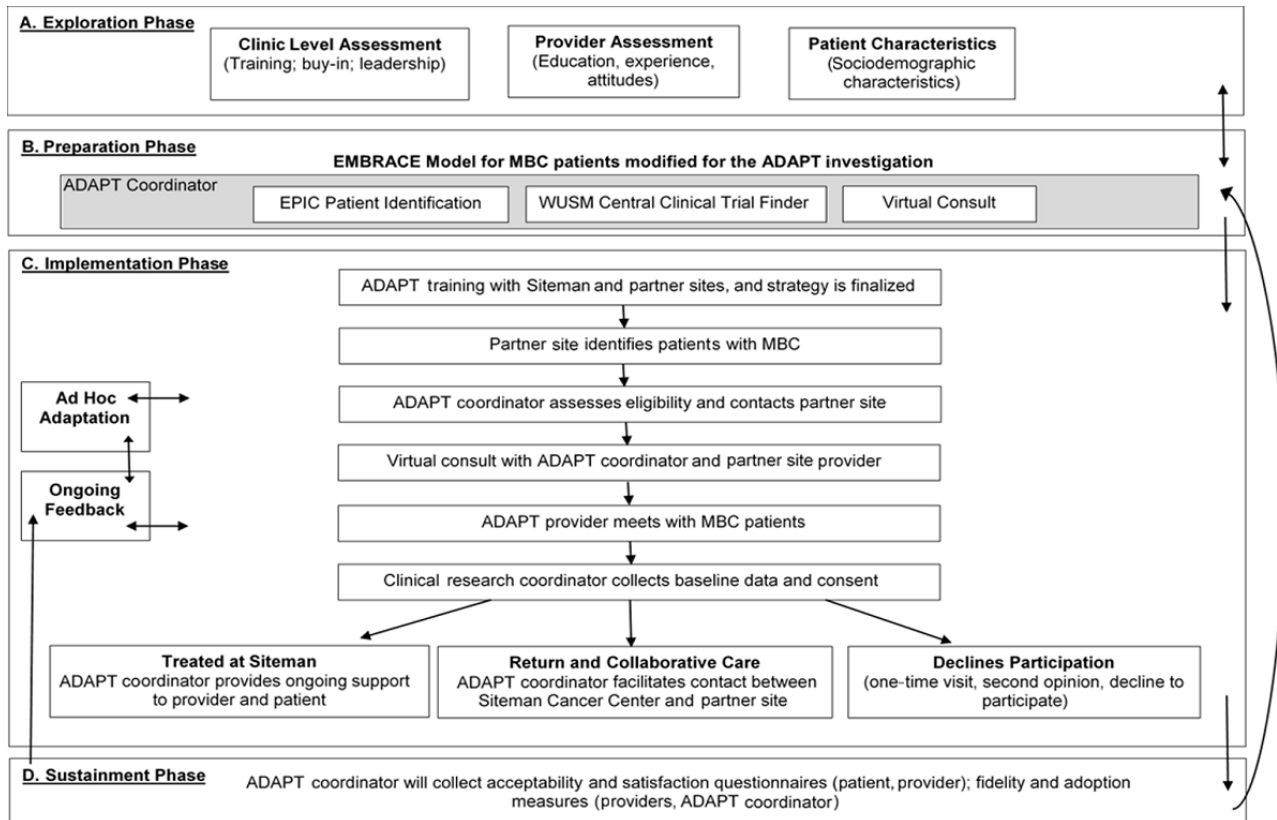 A. Exploration Phase
Clinic Level Assessment
(Training; buy-in; leadership)
Provider Assessment
(Education, experience,
attitudes)
Patient Characteristics
(Sociodemographic
characteristics)
B. Preparation Phase
EMBRACE Model for MBC patients modified for the ADAPT investigation
ADAPT Coordinator
EPIC Patient Identification
WUSM Central Clinical Trial Finder
Virtual Consult
C. Implementation Phase
ADAPT training with Siteman and partner sites, and strategy is finalized
Partner site identifies patients with MBC
ADAPT coordinator assesses eligibility and contacts partner site
Virtual consult with ADAPT coordinator and partner site provider
ADAPT provider meets with MBC patients
Clinical research coordinator collects baseline data and consent
Ad Hoc
Adaptation
Ongoing
Feedback
Treated at Siteman
ADAPT coordinator provides ongoing support
to provider and patient
Return and Collaborative Care
ADAPT coordinator facilitates contact between
Siteman Cancer Center and partner site
Declines Participation
(one-time visit, second opinion, decline to
participate)
D. Sustainment Phase
ADAPT coordinator will collect acceptability and satisfaction questionnaires (patient, provider); fidelity and adoption
measures (providers, ADAPT coordinator)